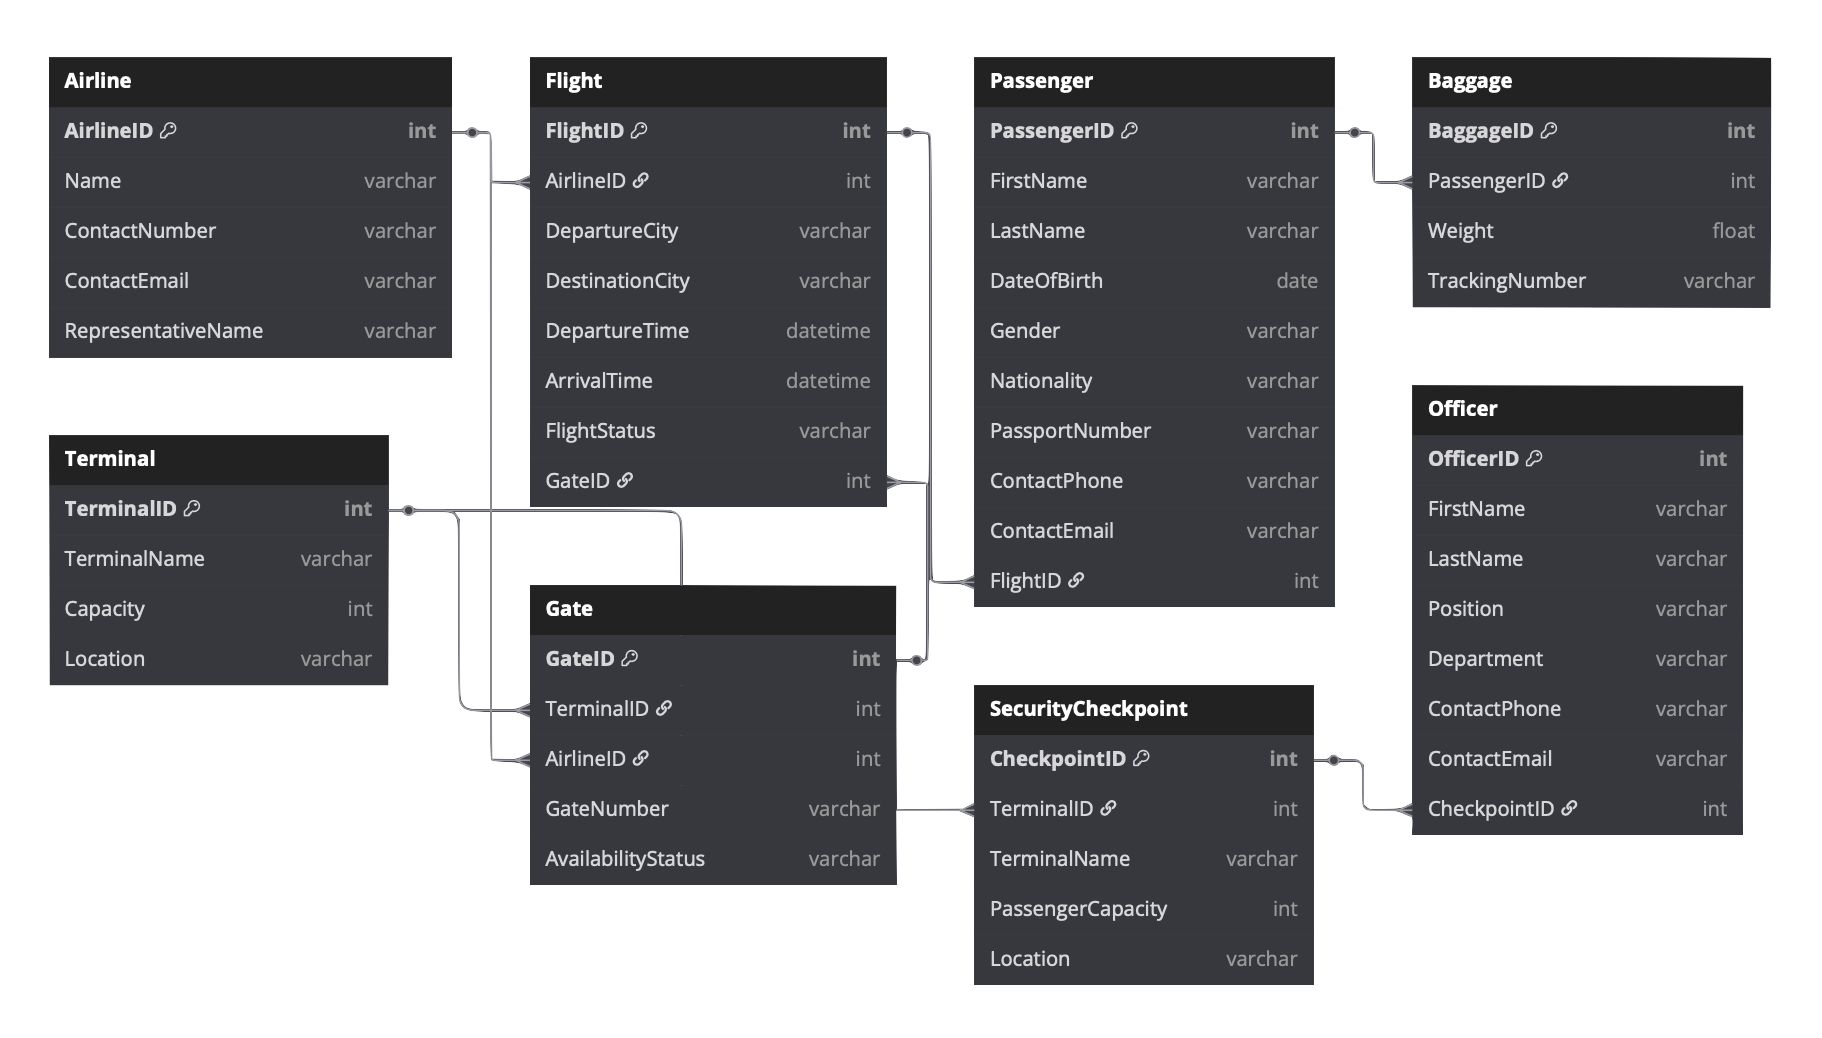 Airline
AirlineID int
Name varchar
ContactNumber varchar
ContactEmail varchar
RepresentativeName varchar
Flight
FlightID int
AirlineID int
DepartureCity varchar
DestinationCity varchar
DepartureTime datetime
ArrivalTime datetime
FlightStatus varchar
GateID int
Passenger
PassengerID int
FirstName varchar
LastName varchar
DateOfBirth date
Gender varchar
Nationality varchar
PassportNumber varchar
ContactPhone varchar
ContactEmail varchar
FlightID int
Baggage
BaggageID int
PassengerID int
Weight float
TrackingNumber varchar
Terminal
TerminalID int
TerminalName varchar
Capacity int
Location varchar
Gate
GateID int
TerminalID int
AirlineID int
GateNumber varchar
AvailabilityStatus varchar
SecurityCheckpoint
CheckpointID int
TerminalID int
TerminalName varchar
PassengerCapacity int
Location varchar
Officer
OfficerID int
FirstName varchar
LastName varchar
Position varchar
Department varchar
ContactPhone varchar
ContactEmail varchar
CheckpointID int